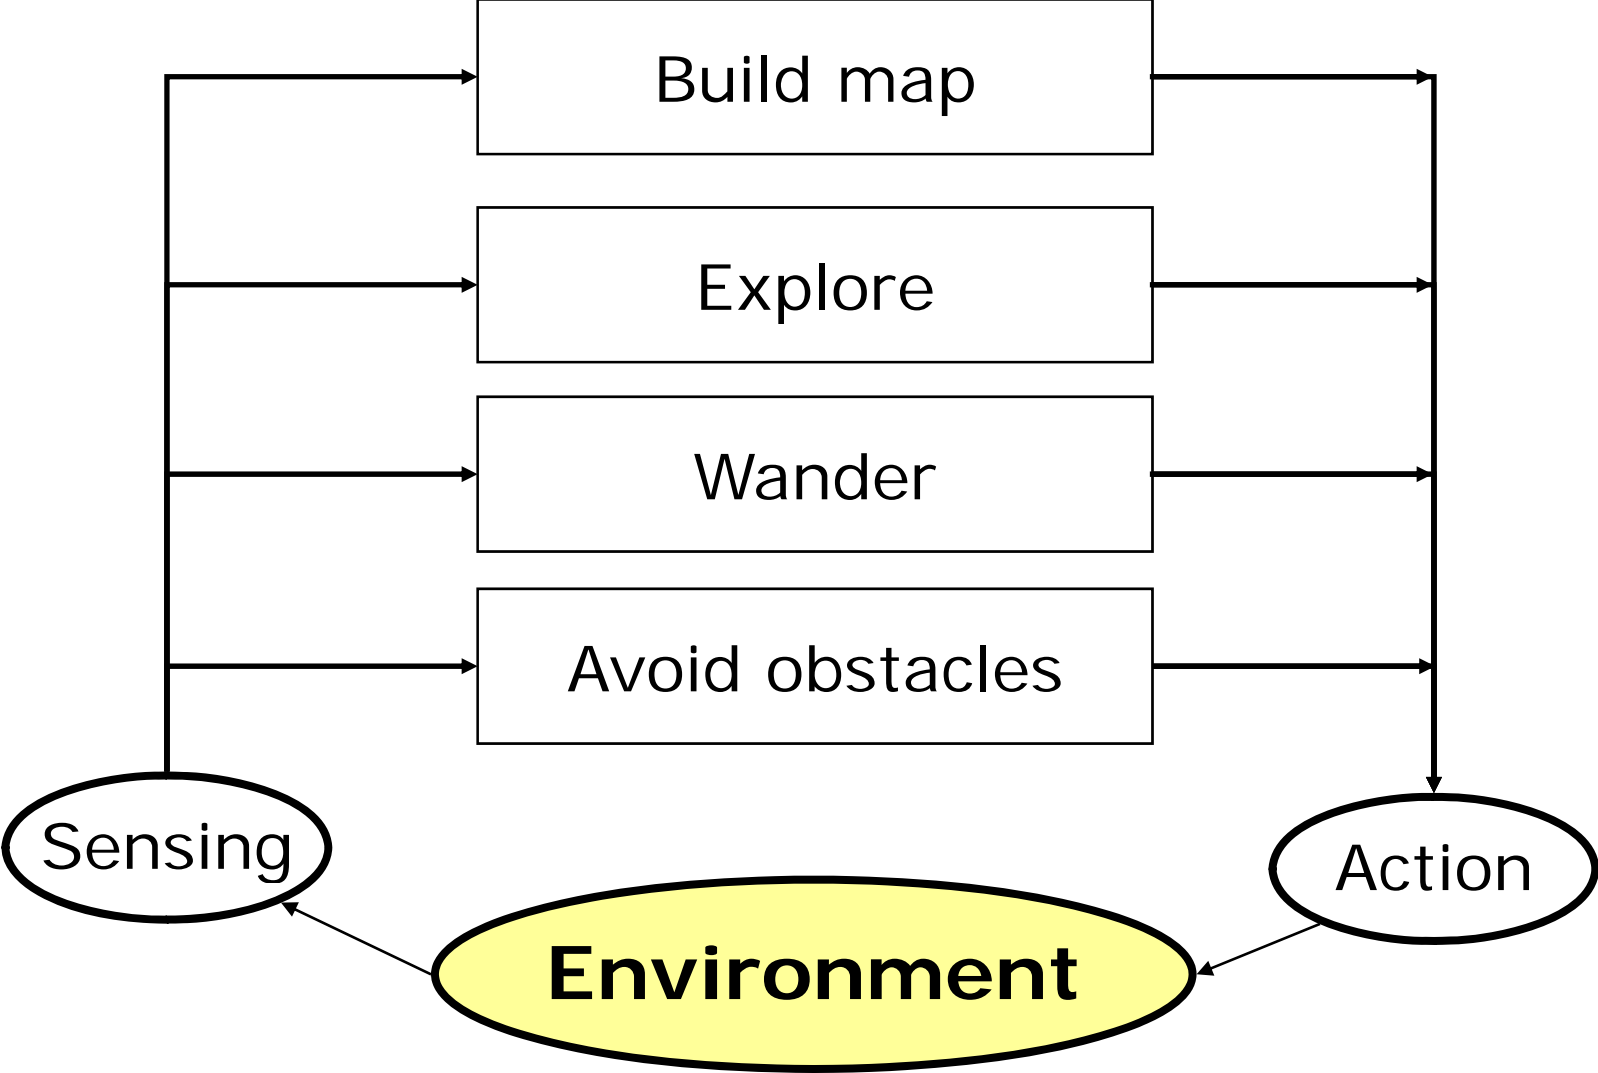 Build map
Explore
Wander
Avoid obstacles
Sensing
Action
Environment